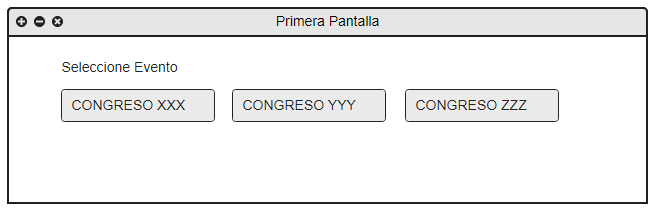 Primera Pantalla
Seleccione Evento
CONGRESO XXX CONGRESO YYY CONGRESO ZZZ